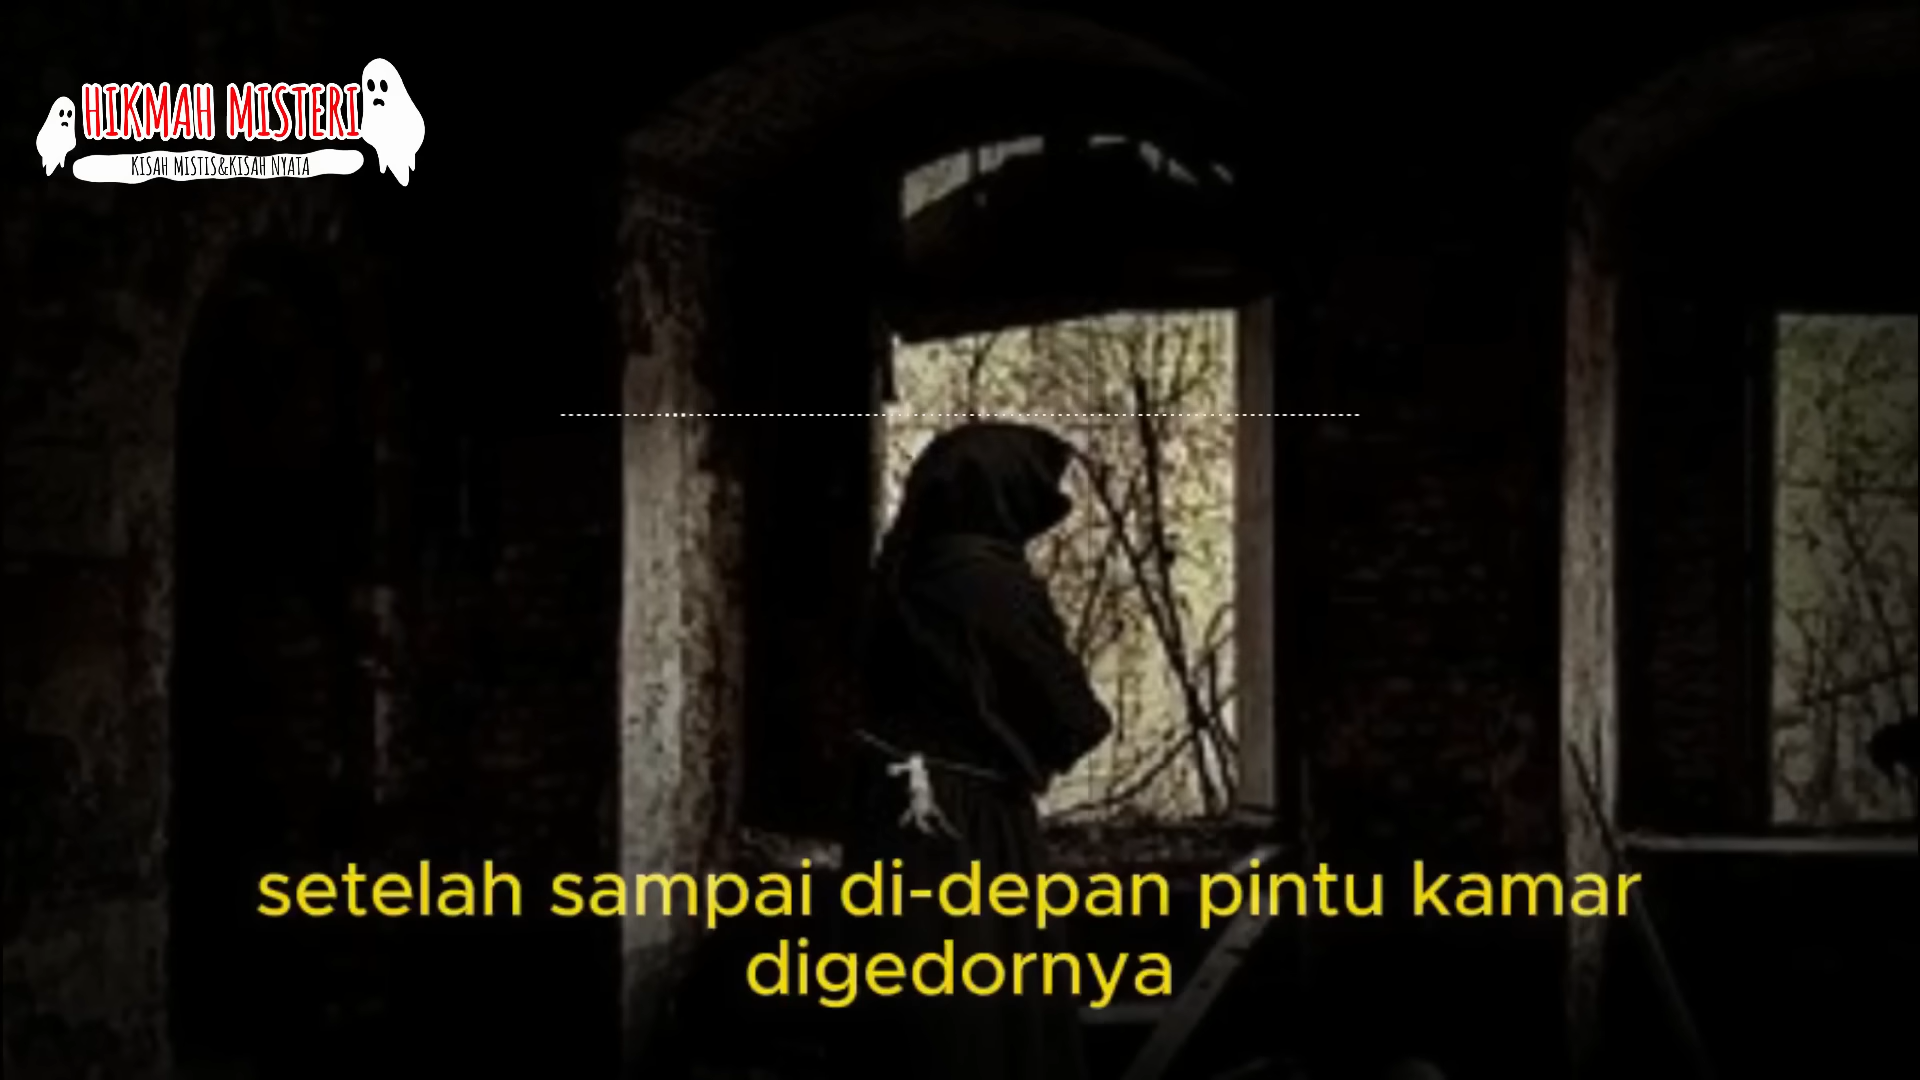 HIKMAH MISTERI
KISAH MISTIS&KISAH NYATA
setelah sampai di-depan pintu kamar
digedornya